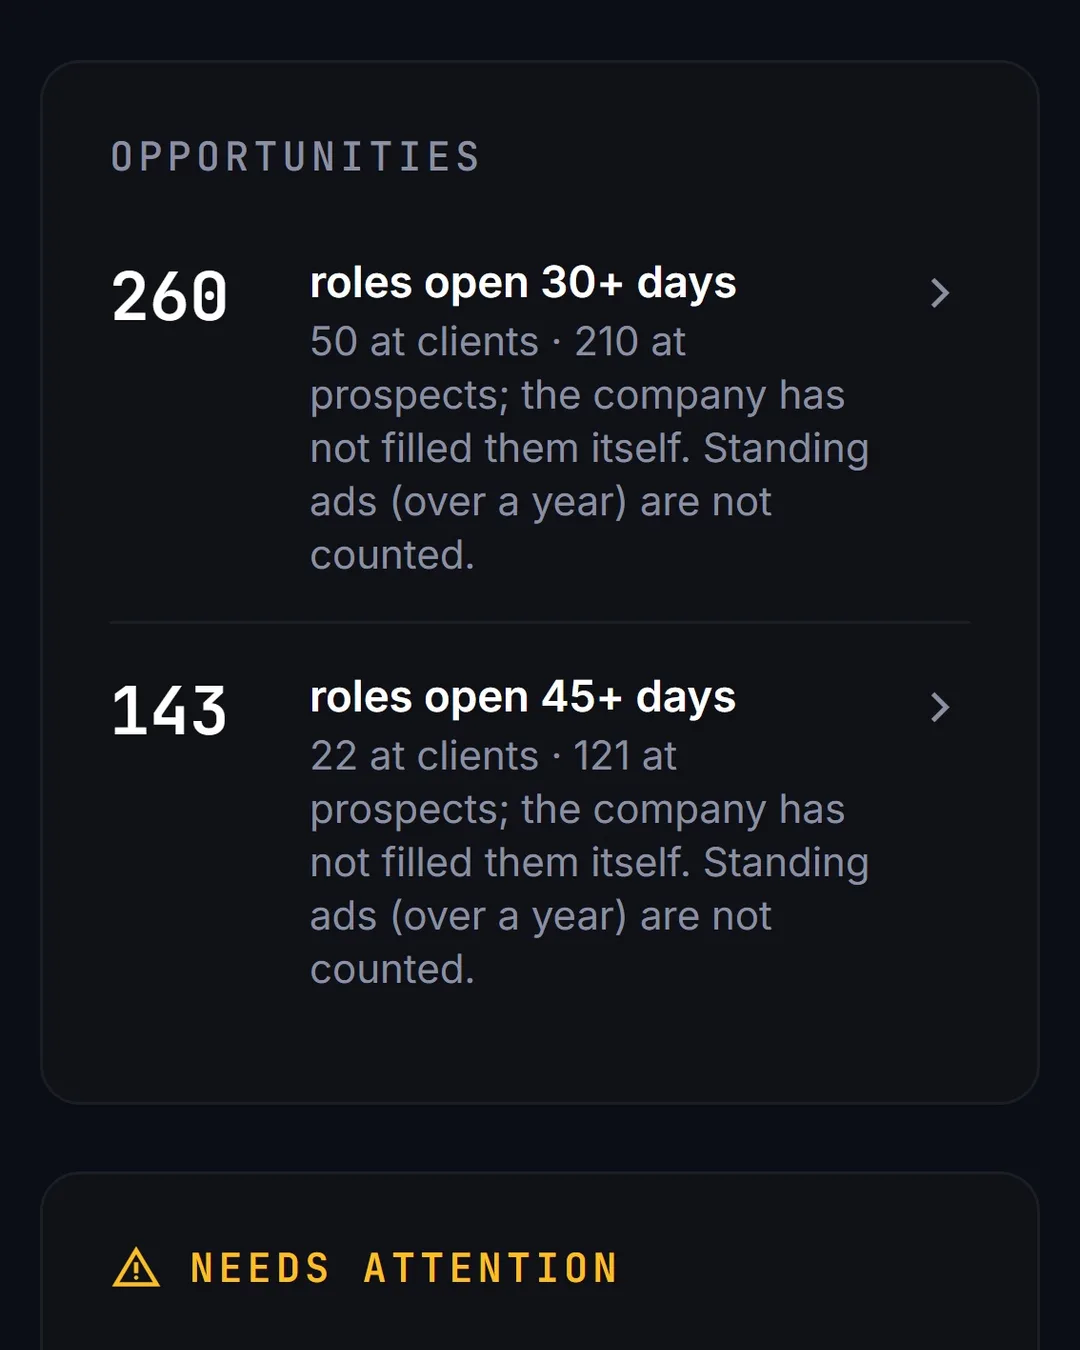 OPPORTUNITIES
260
roles open 30+ days
50 at clients · 210 at
prospects; the company has
not filled them itself. Standing
ads (over a year) are not
counted.
143
roles open 45+ days
22 at clients · 121 at
prospects; the company has
not filled them itself. Standing
ads (over a year) are not
counted.
NEEDS ATTENTION